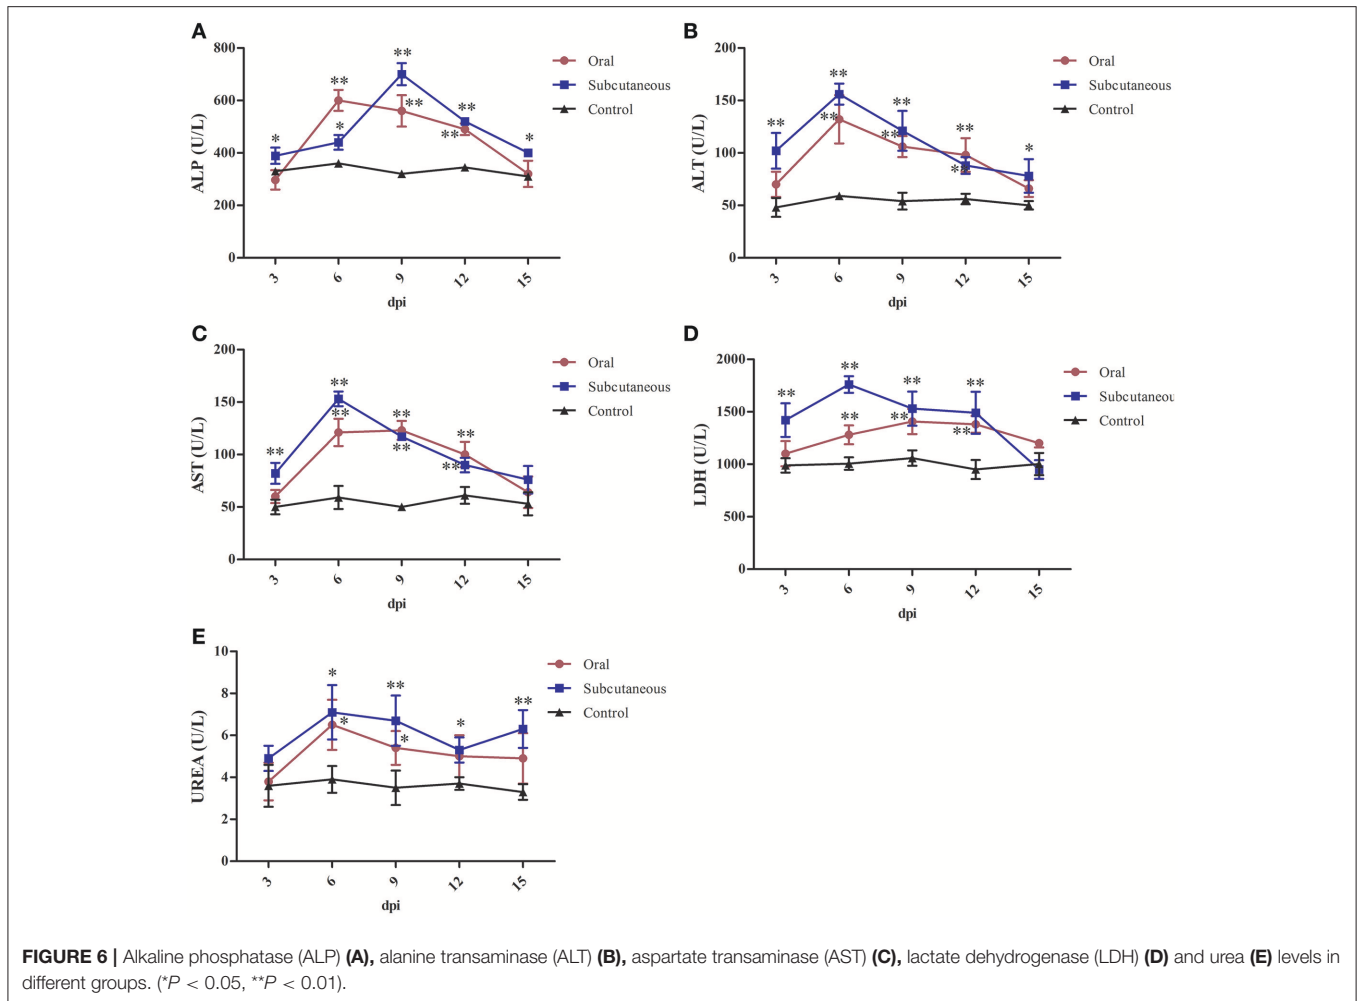 A
ALP (U/L)
800
600
400
200
0
3
6
9
12
15
dpi
*
**
*
**
**
**
**
*
Oral
Subcutaneous
Control
B
ALT (U/L)
200
150
100
50
0
3
6
9
12
15
dpi
**
**
**
**
**
**
**
*
Oral
Subcutaneous
Control
C
AST (U/L)
200
150
100
50
0
3
6
9
12
15
dpi
**
**
**
**
**
**
**
Oral
Subcutaneous
Control
D
LDH (U/L)
2000
1500
1000
500
0
3
6
9
12
15
dpi
**
**
**
**
**
**
**
Oral
Subcutaneou
Control
E
UREA (U/L)
10
8
6
4
2
0
3
6
9
12
15
dpi
*
*
**
*
*
**
Oral
Subcutaneous
Control
FIGURE 6 | Alkaline phosphatase (ALP) (A), alanine transaminase (ALT) (B), aspartate transaminase (AST) (C), lactate dehydrogenase (LDH) (D) and urea (E) levels in
different groups. (*P < 0.05, **P < 0.01).